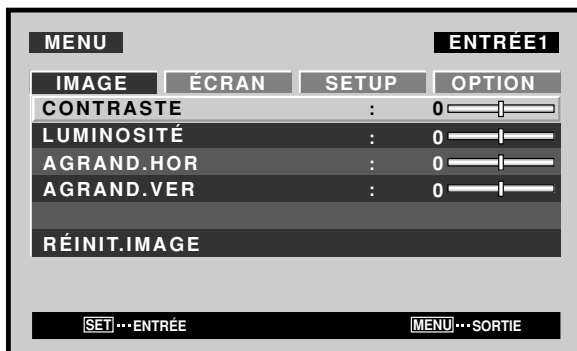 MENU ENTRÉE1
IMAGE ÉCRAN SETUP OPTION
CONTRASTE : 0
LUMINOSITÉ : 0
AGRAND.HOR : 0
AGRAND.VER : 0
RÉINIT.IMAGE
SET ··· ENTRÉE MENU ··· SORTIE